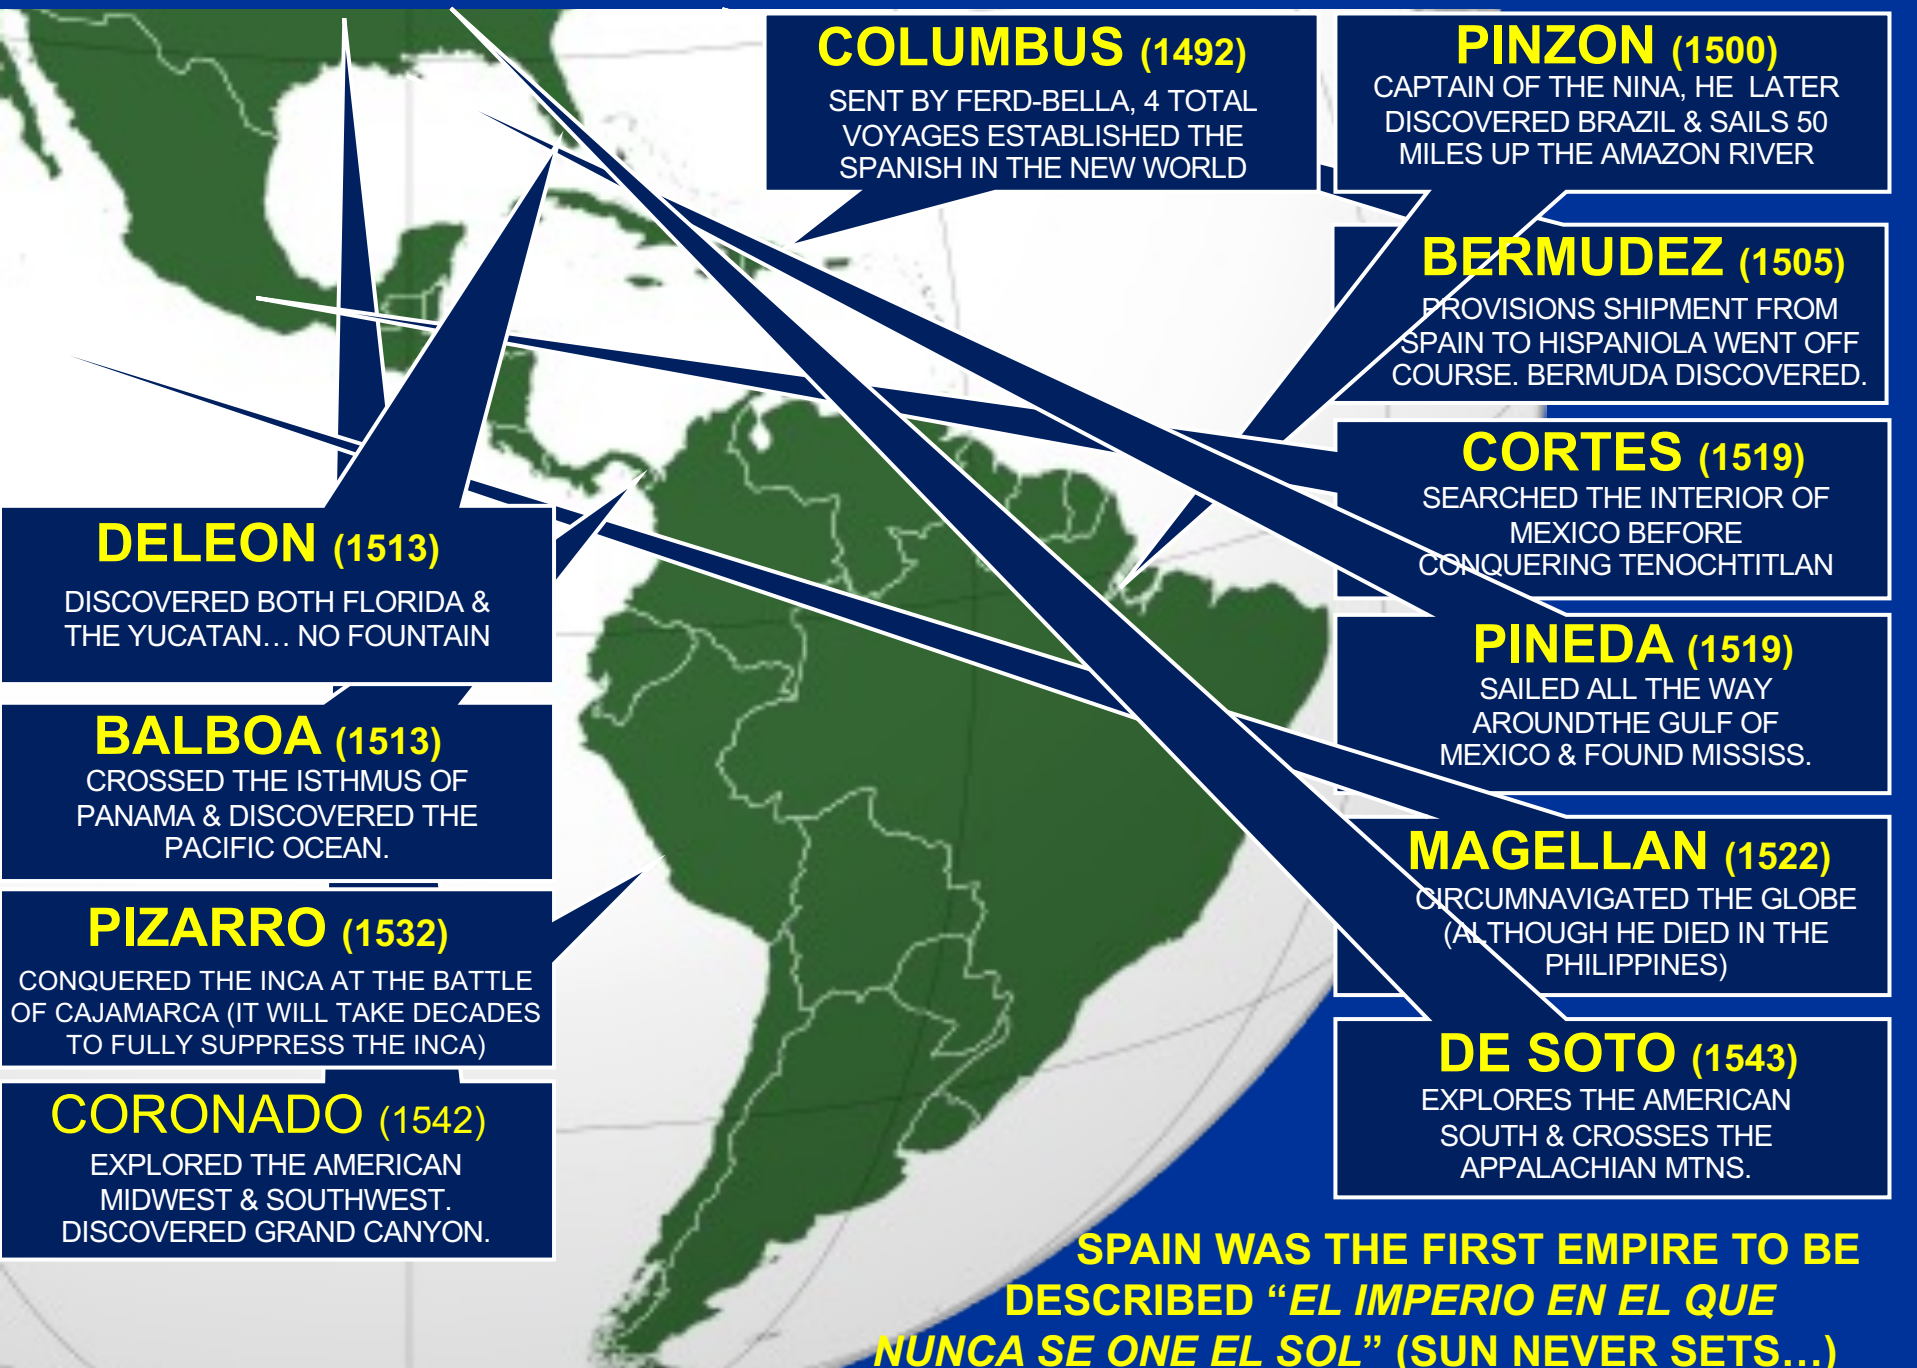 COLUMBUS (1492)
SENT BY FERD-BELLA, 4 TOTAL
VOYAGES ESTABLISHED THE
SPANISH IN THE NEW WORLD
PINZON (1500)
CAPTAIN OF THE NINA, HE LATER
DISCOVERED BRAZIL & SAILS 50
MILES UP THE AMAZON RIVER
BERMUDEZ (1505)
PROVISIONS SHIPMENT FROM
SPAIN TO HISPANIOLA WENT OFF
COURSE. BERMUDA DISCOVERED.
CORTES (1519)
SEARCHED THE INTERIOR OF
MEXICO BEFORE
CONQUERING TENOCHTITLAN
PINEDA (1519)
SAILED ALL THE WAY
AROUNDTHE GULF OF
MEXICO & FOUND MISSISS.
MAGELLAN (1522)
CIRCUMNAVIGATED THE GLOBE
(ALTHOUGH HE DIED IN THE
PHILIPPINES)
DE SOTO (1543)
EXPLORES THE AMERICAN
SOUTH & CROSSES THE
APPALACHIAN MTNS.
DELEON (1513)
DISCOVERED BOTH FLORIDA &
THE YUCATAN… NO FOUNTAIN
BALBOA (1513)
CROSSED THE ISTHMUS OF
PANAMA & DISCOVERED THE
PACIFIC OCEAN.
PIZARRO (1532)
CONQUERED THE INCA AT THE BATTLE
OF CAJAMARCA (IT WILL TAKE DECADES
TO FULLY SUPPRESS THE INCA)
CORONADO (1542)
EXPLORED THE AMERICAN
MIDWEST & SOUTHWEST.
DISCOVERED GRAND CANYON.
SPAIN WAS THE FIRST EMPIRE TO BE
DESCRIBED “EL IMPERIO EN EL QUE
NUNCA SE ONE EL SOL” (SUN NEVER SETS…)